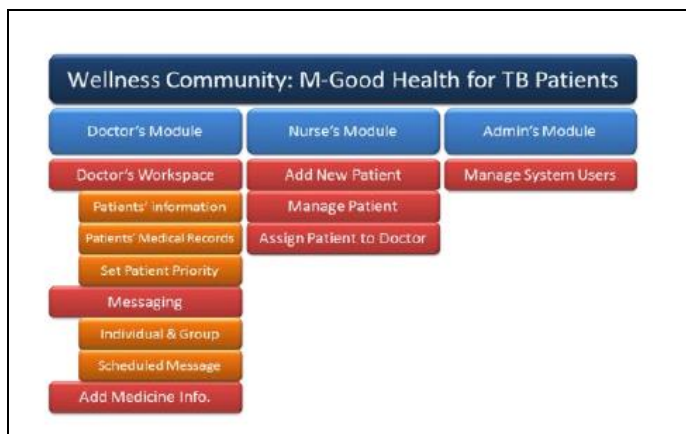 Wellness Community: M-Good Health for TB Patients
Doctor's Module
Nurse's Module
Admin's Module
Doctor's Workspace
Add New Patient
Manage System Users
Patients' Information
Manage Patient
Patients' Medical Records
Assign Patient to Doctor
Set Patient Priority
Messaging
Individual & Group
Scheduled Message
Add Medicine Info.